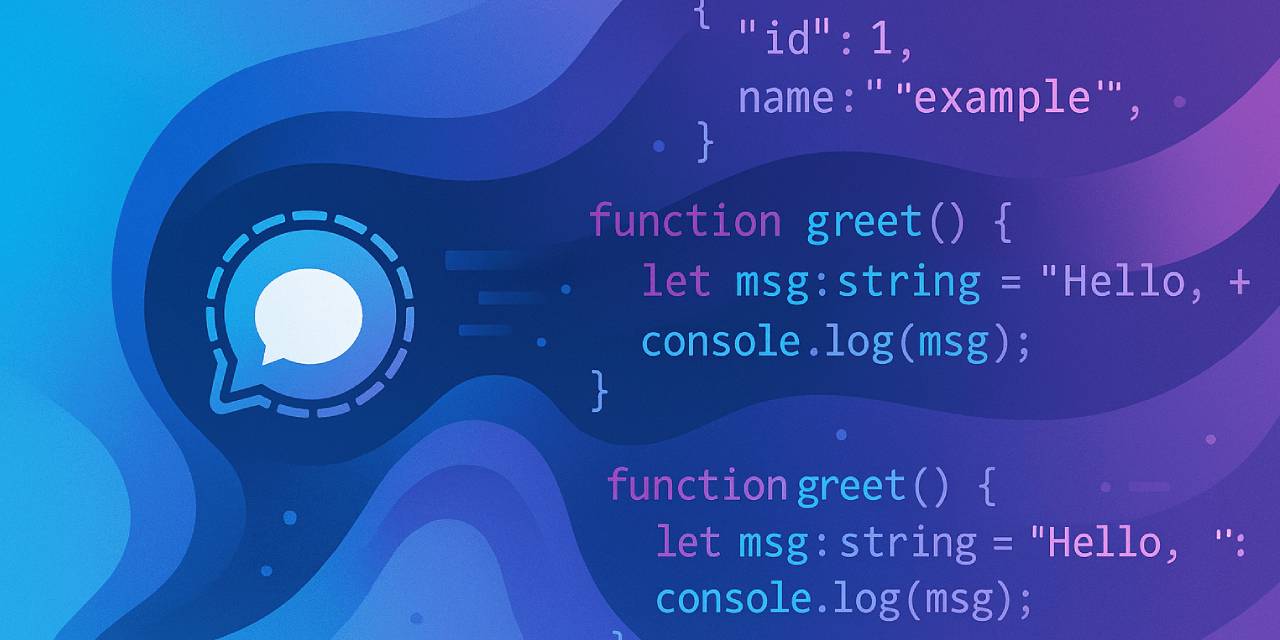 {
"id": 1,
name:" "example'",
}
function greet() {
let msg:string = "Hello, +
console.log(msg);
}
function greet() {
let msg:string = "Hello, ":
console.log(msg);
}